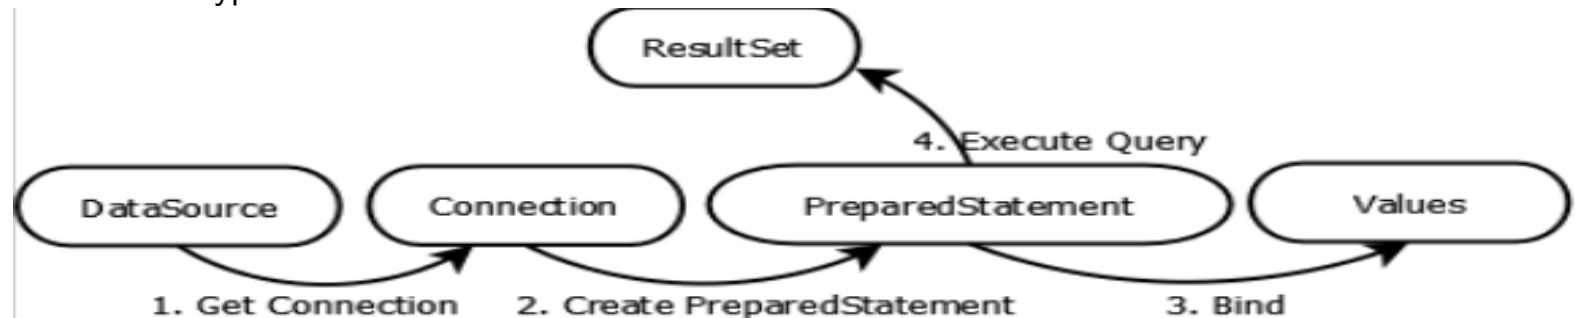 ResultSet
4. Execute Query
DataSource
Connection
PreparedStatement
Values
1. Get Connection
2. Create PreparedStatement
3. Bind